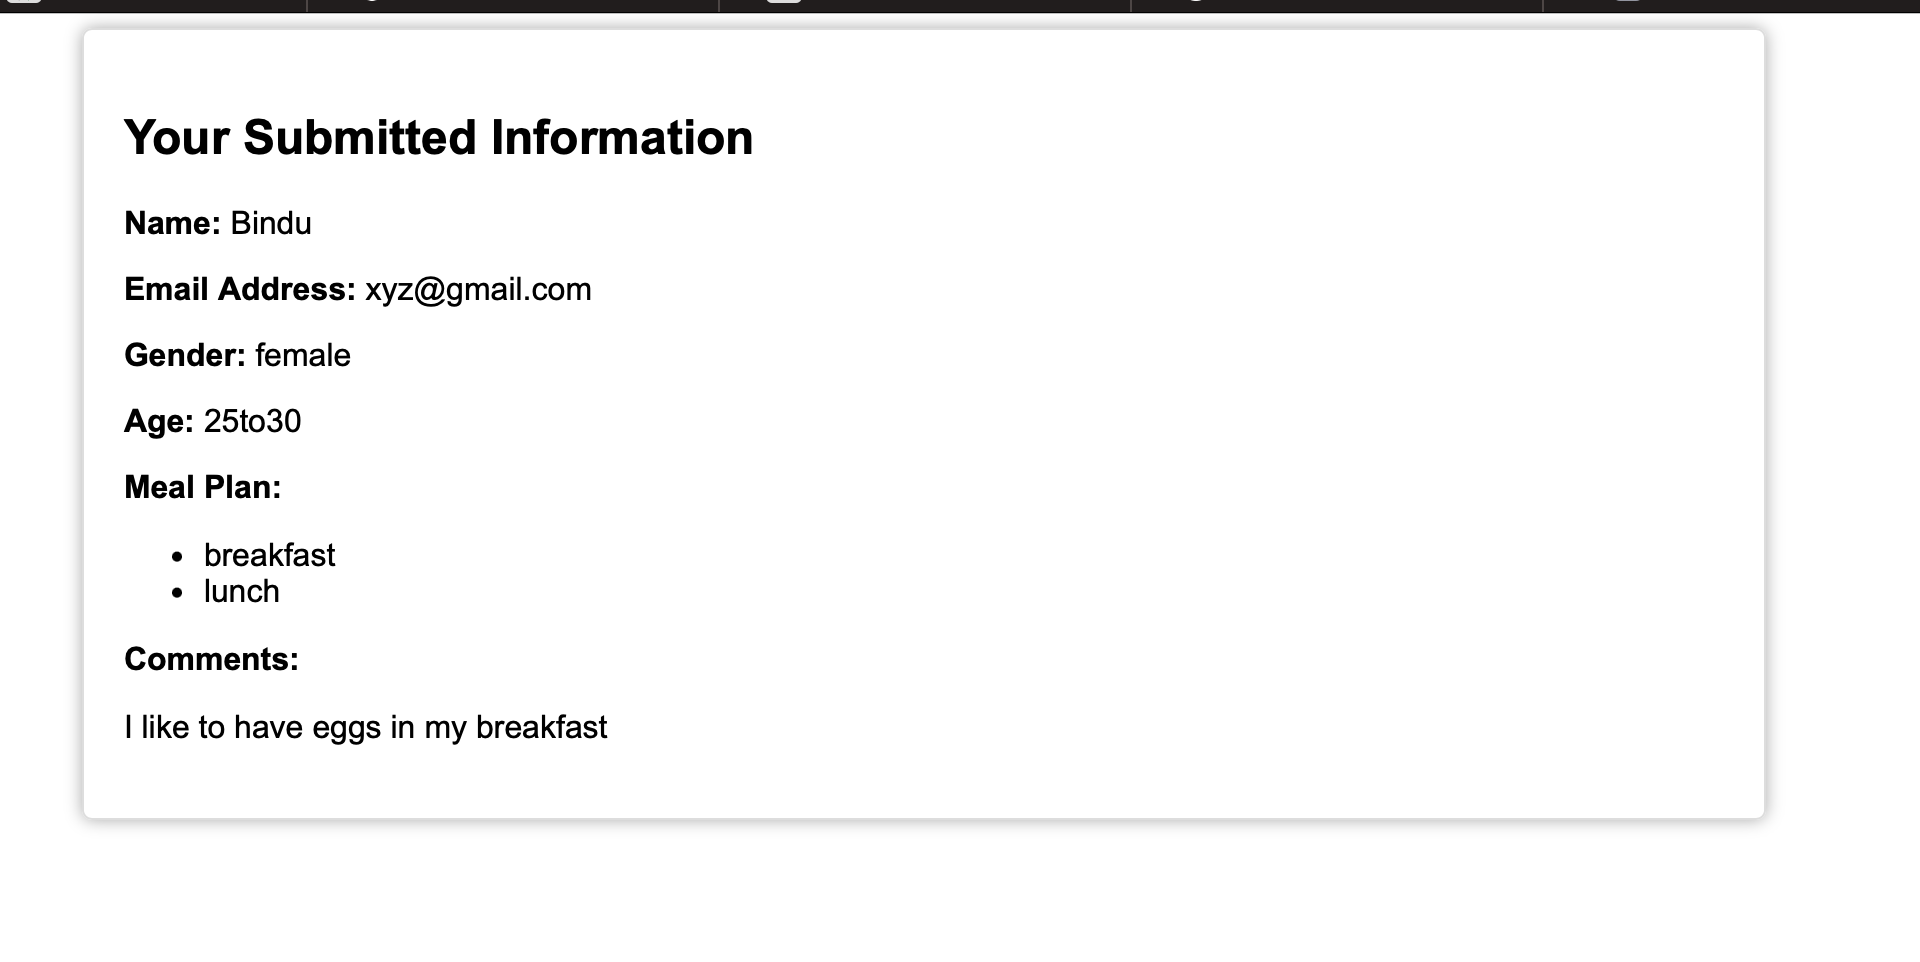 Your Submitted Information
Name: Bindu
Email Address: xyz@gmail.com
Gender: female
Age: 25to30
Meal Plan:
• breakfast
• lunch
Comments:
I like to have eggs in my breakfast